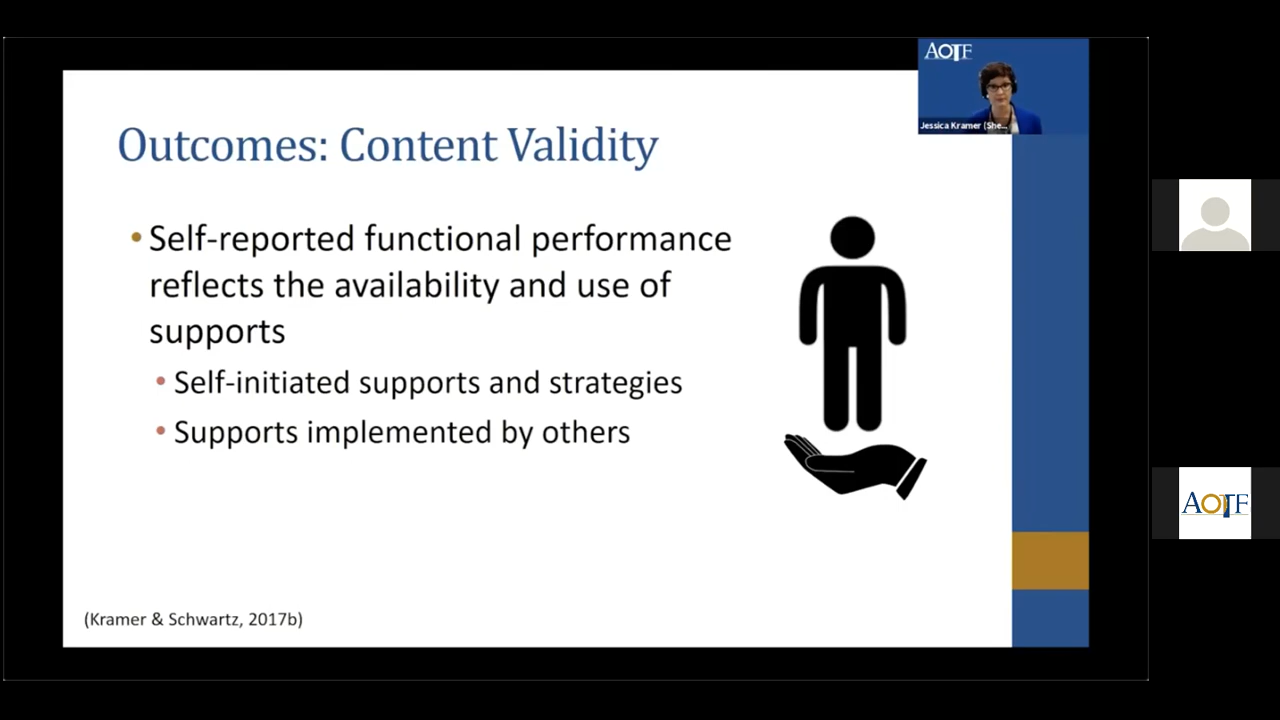 AOTF
Jessica Kramer (She...
Outcomes: Content Validity
• Self-reported functional performance
reflects the availability and use of
supports
• Self-initiated supports and strategies
• Supports implemented by others
(Kramer & Schwartz, 2017b)
AOTF